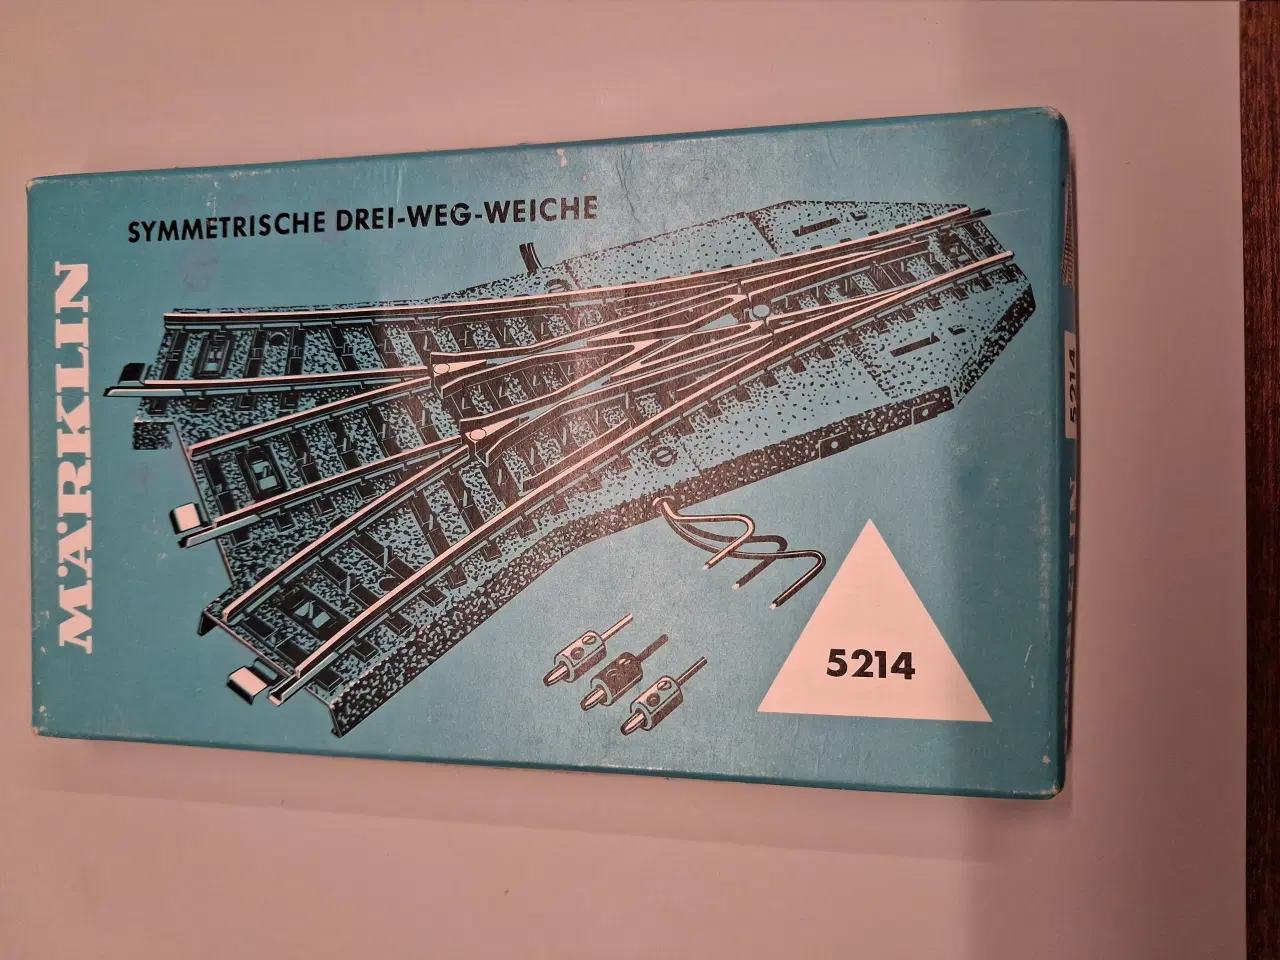 SYMMETRISCHE DREI-WEG-WEICHE
MÄRKLIN
5214
5214